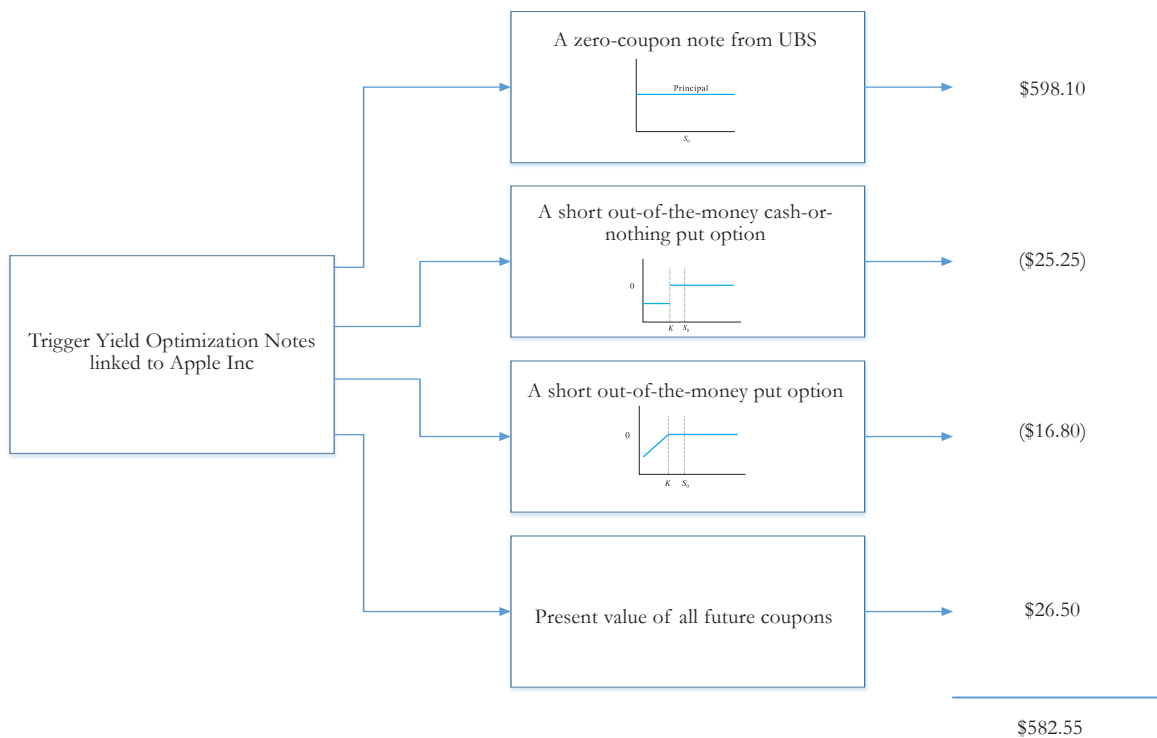 Trigger Yield Optimization Notes
linked to Apple Inc
A zero-coupon note from UBS
Principal
S₀
$598.10
A short out-of-the-money cash-or-
nothing put option
0
K S₀
($25.25)
A short out-of-the-money put option
0
K S₀
($16.80)
Present value of all future coupons
$26.50
$582.55